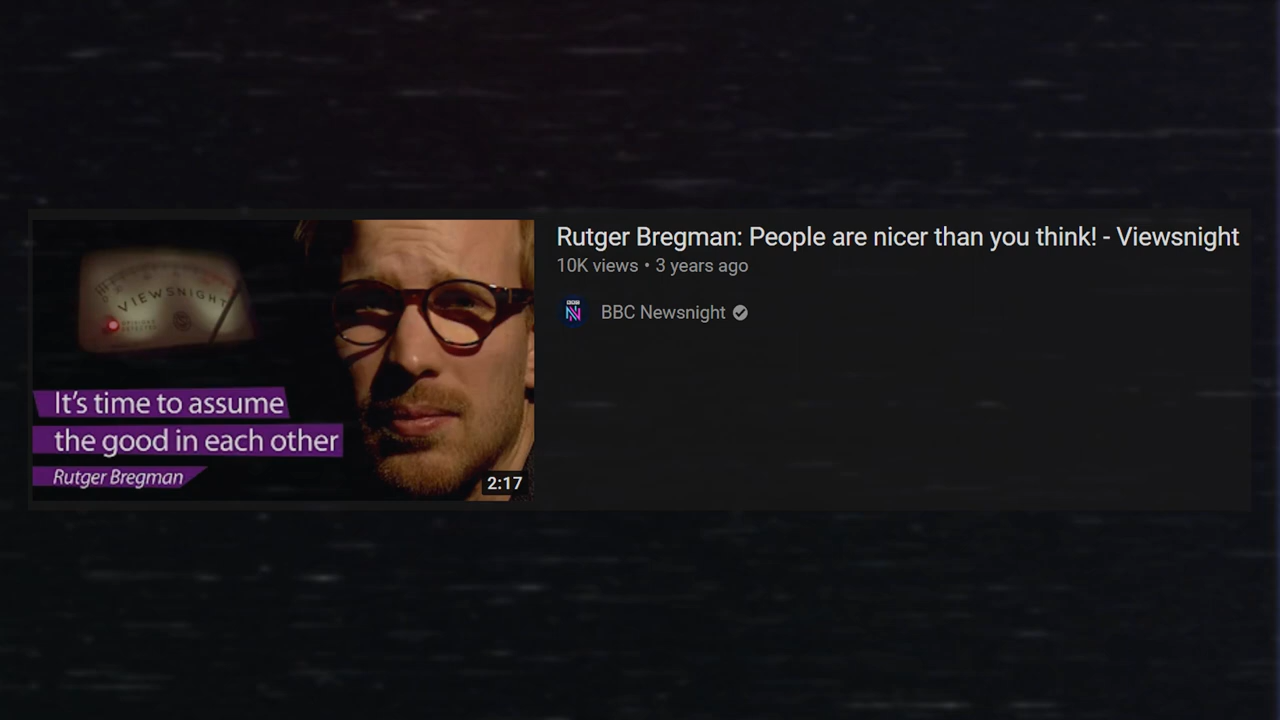 Rutger Bregman: People are nicer than you think! - Viewsnight
10K views • 3 years ago
BBC Newsnight
VIEWSNIGHT
It's time to assume
the good in each other
Rutger Bregman
2:17